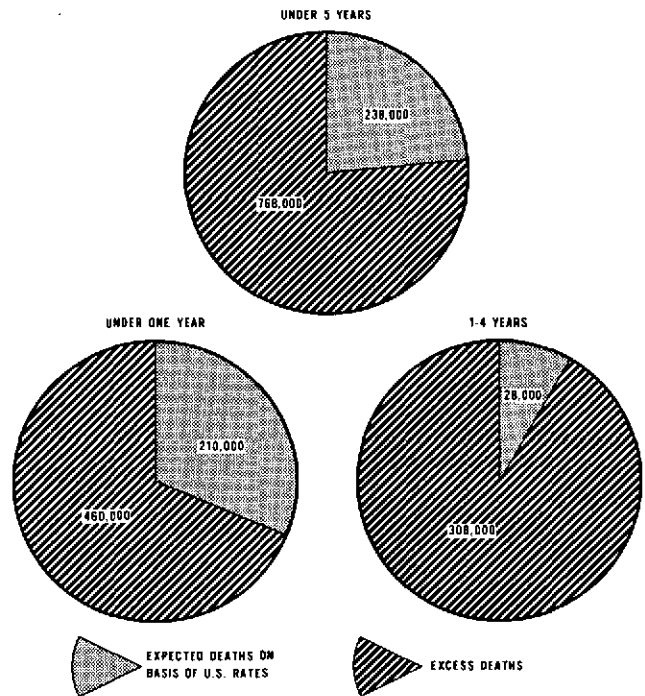 UNDER 5 YEARS
238,000
768,000
UNDER ONE YEAR
1-4 YEARS
28,000
210,000
460,000
308,000
EXPECTED DEATHS ON
BASIS OF U.S. RATES
EXCESS DEATHS